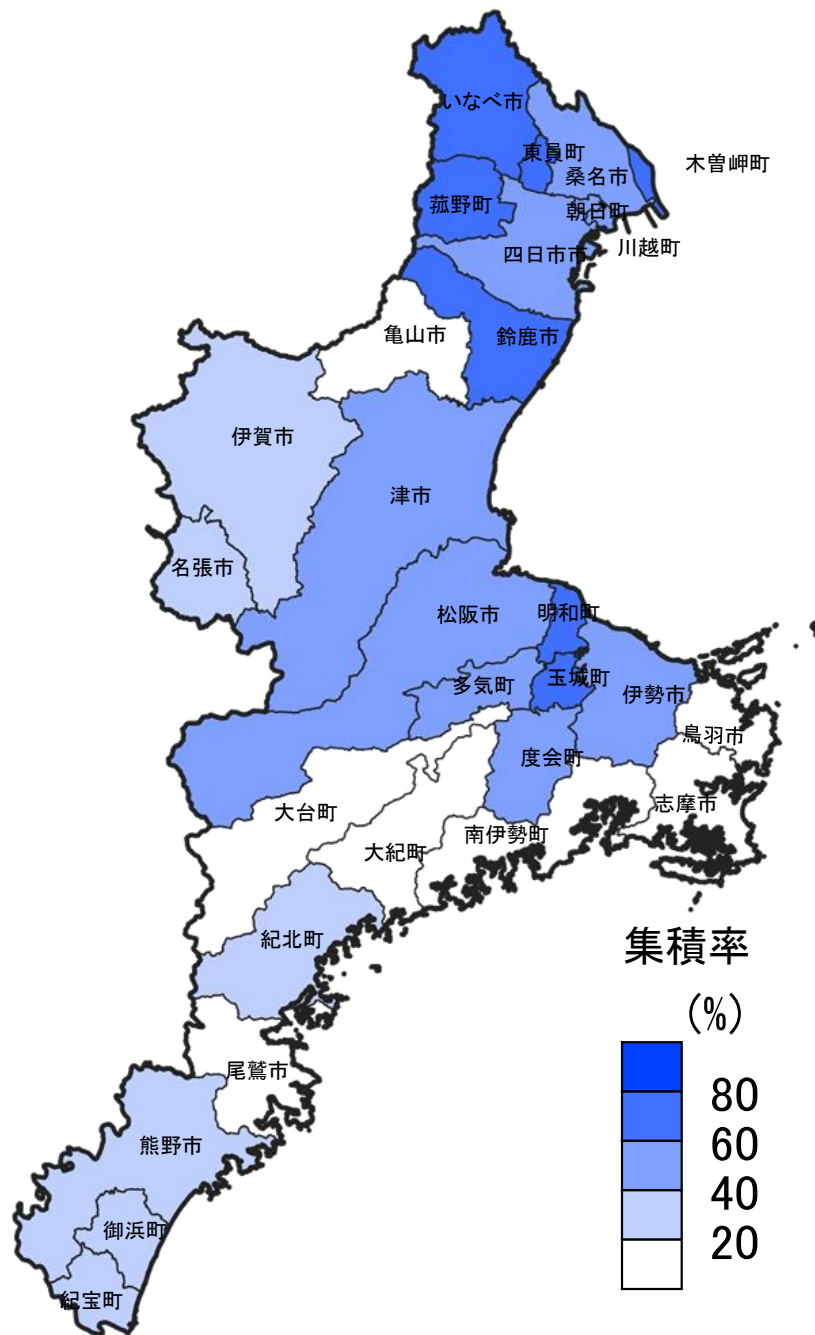 いなべ市
東員町
木曽岬町
桑名市
菰野町
朝日町
川越町
四日市市
亀山市
鈴鹿市
伊賀市
津市
名張市
松阪市
明和町
多気町
玉城町
伊勢市
鳥羽市
度会町
志摩市
大台町
南伊勢町
大紀町
紀北町
尾鷲市
熊野市
御浜町
紀宝町
集積率
(%)
80
60
40
20